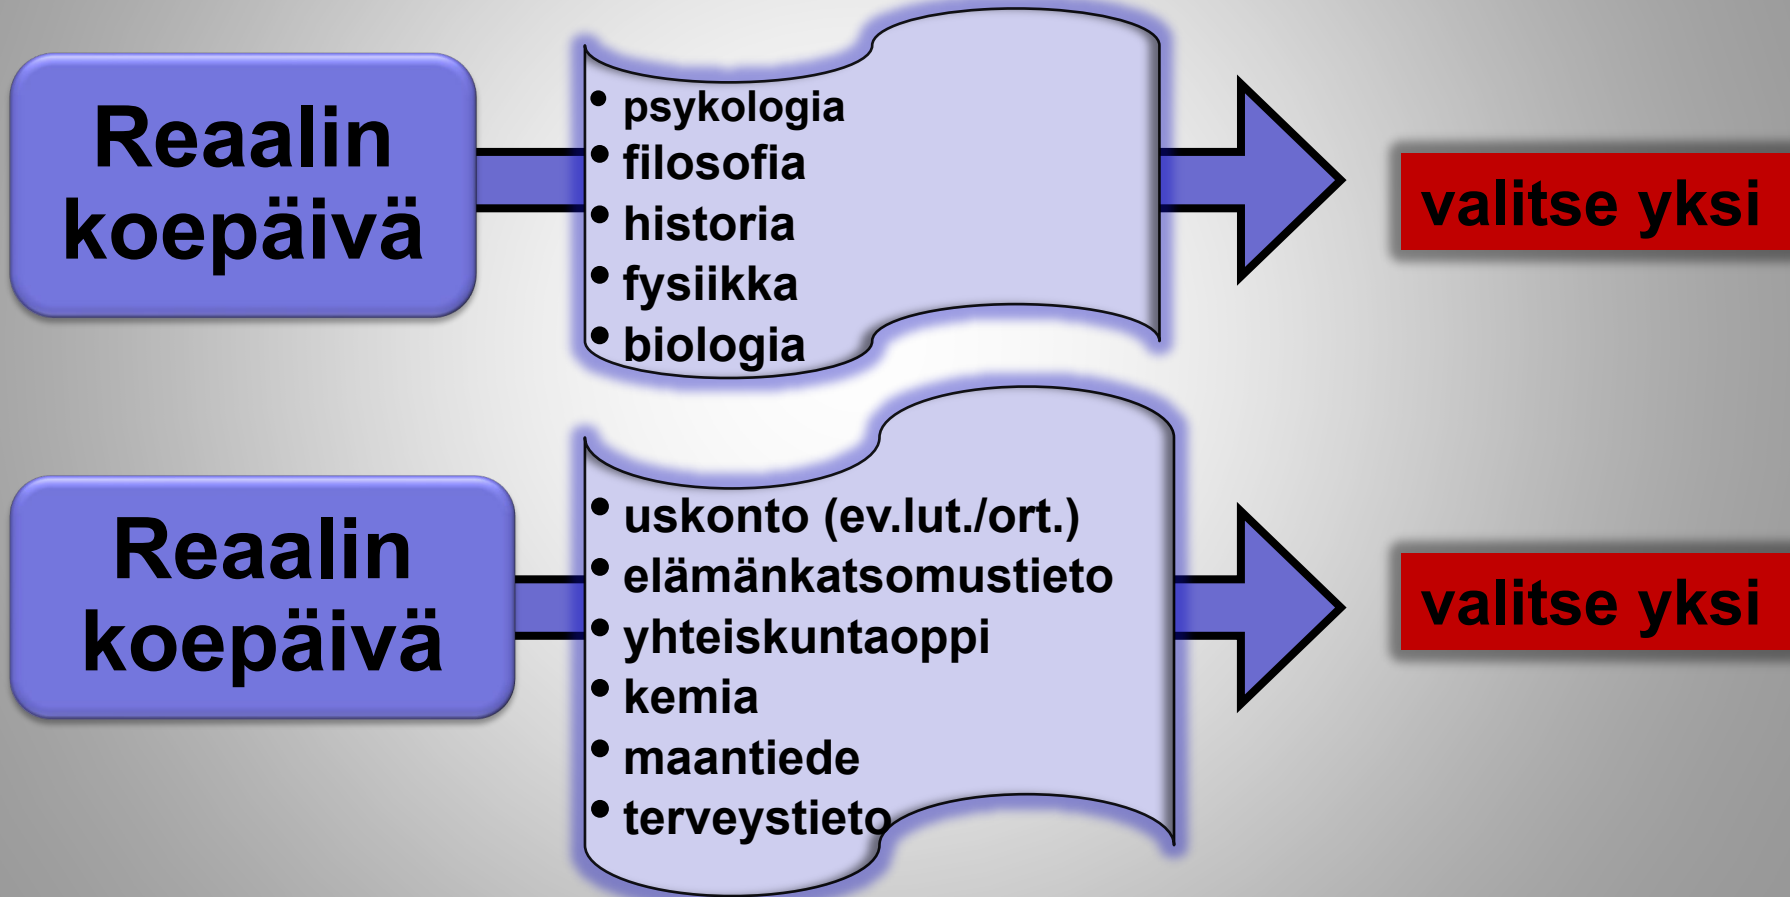 Reaalin
koepäivä
• psykologia
• filosofia
• historia
• fysiikka
• biologia
valitse yksi
Reaalin
koepäivä
• uskonto (ev.lut./ort.)
• elämänkatsomustieto
• yhteiskuntaoppi
• kemia
• maantiede
• terveystieto
valitse yksi